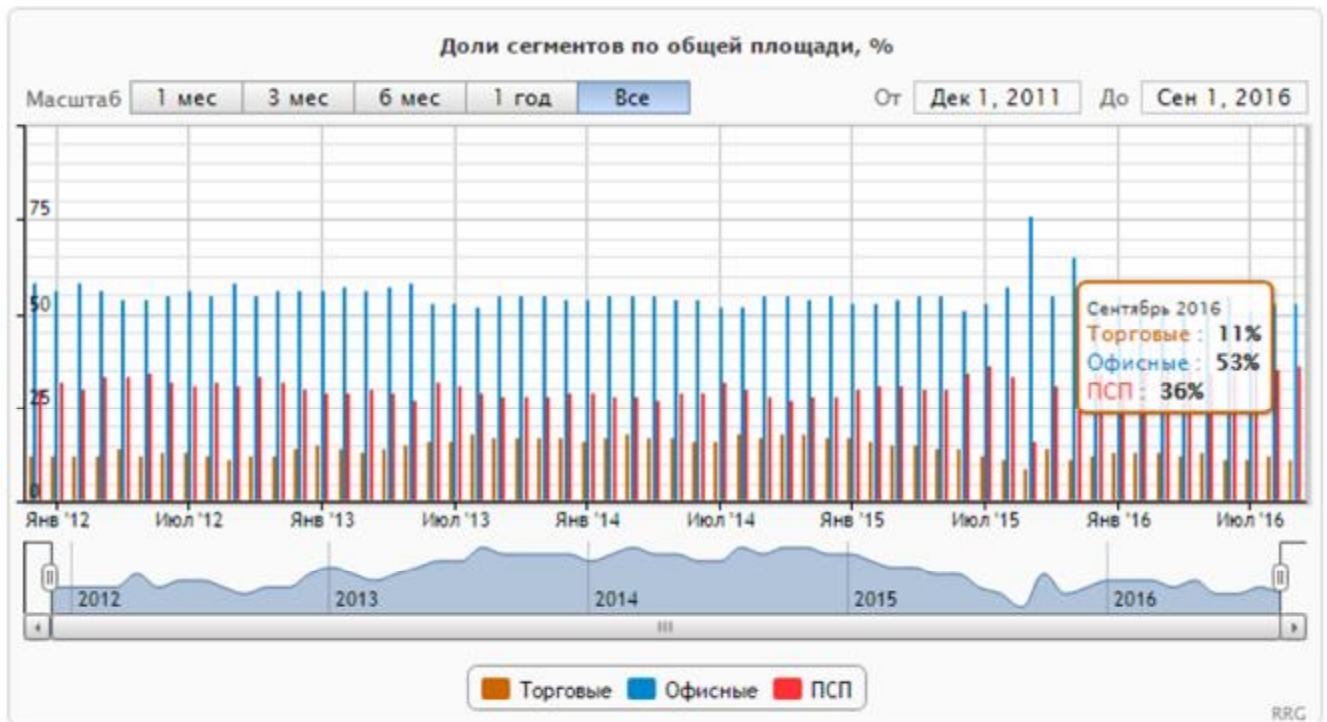 Доли сегментов по общей площади, %
Масштаб 1 мес 3 мес 6 мес 1 год Все От Дек 1, 2011 До Сен 1, 2016
75
50
25
0
Сентябрь 2016
Торговые : 11%
Офисные : 53%
ПСП : 36%
Янв '12 Июл '12 Янв '13 Июл '13 Янв '14 Июл '14 Янв '15 Июл '15 Янв '16 Июл '16
2012 2013 2014 2015 2016
Торговые Офисные ПСП
RRG